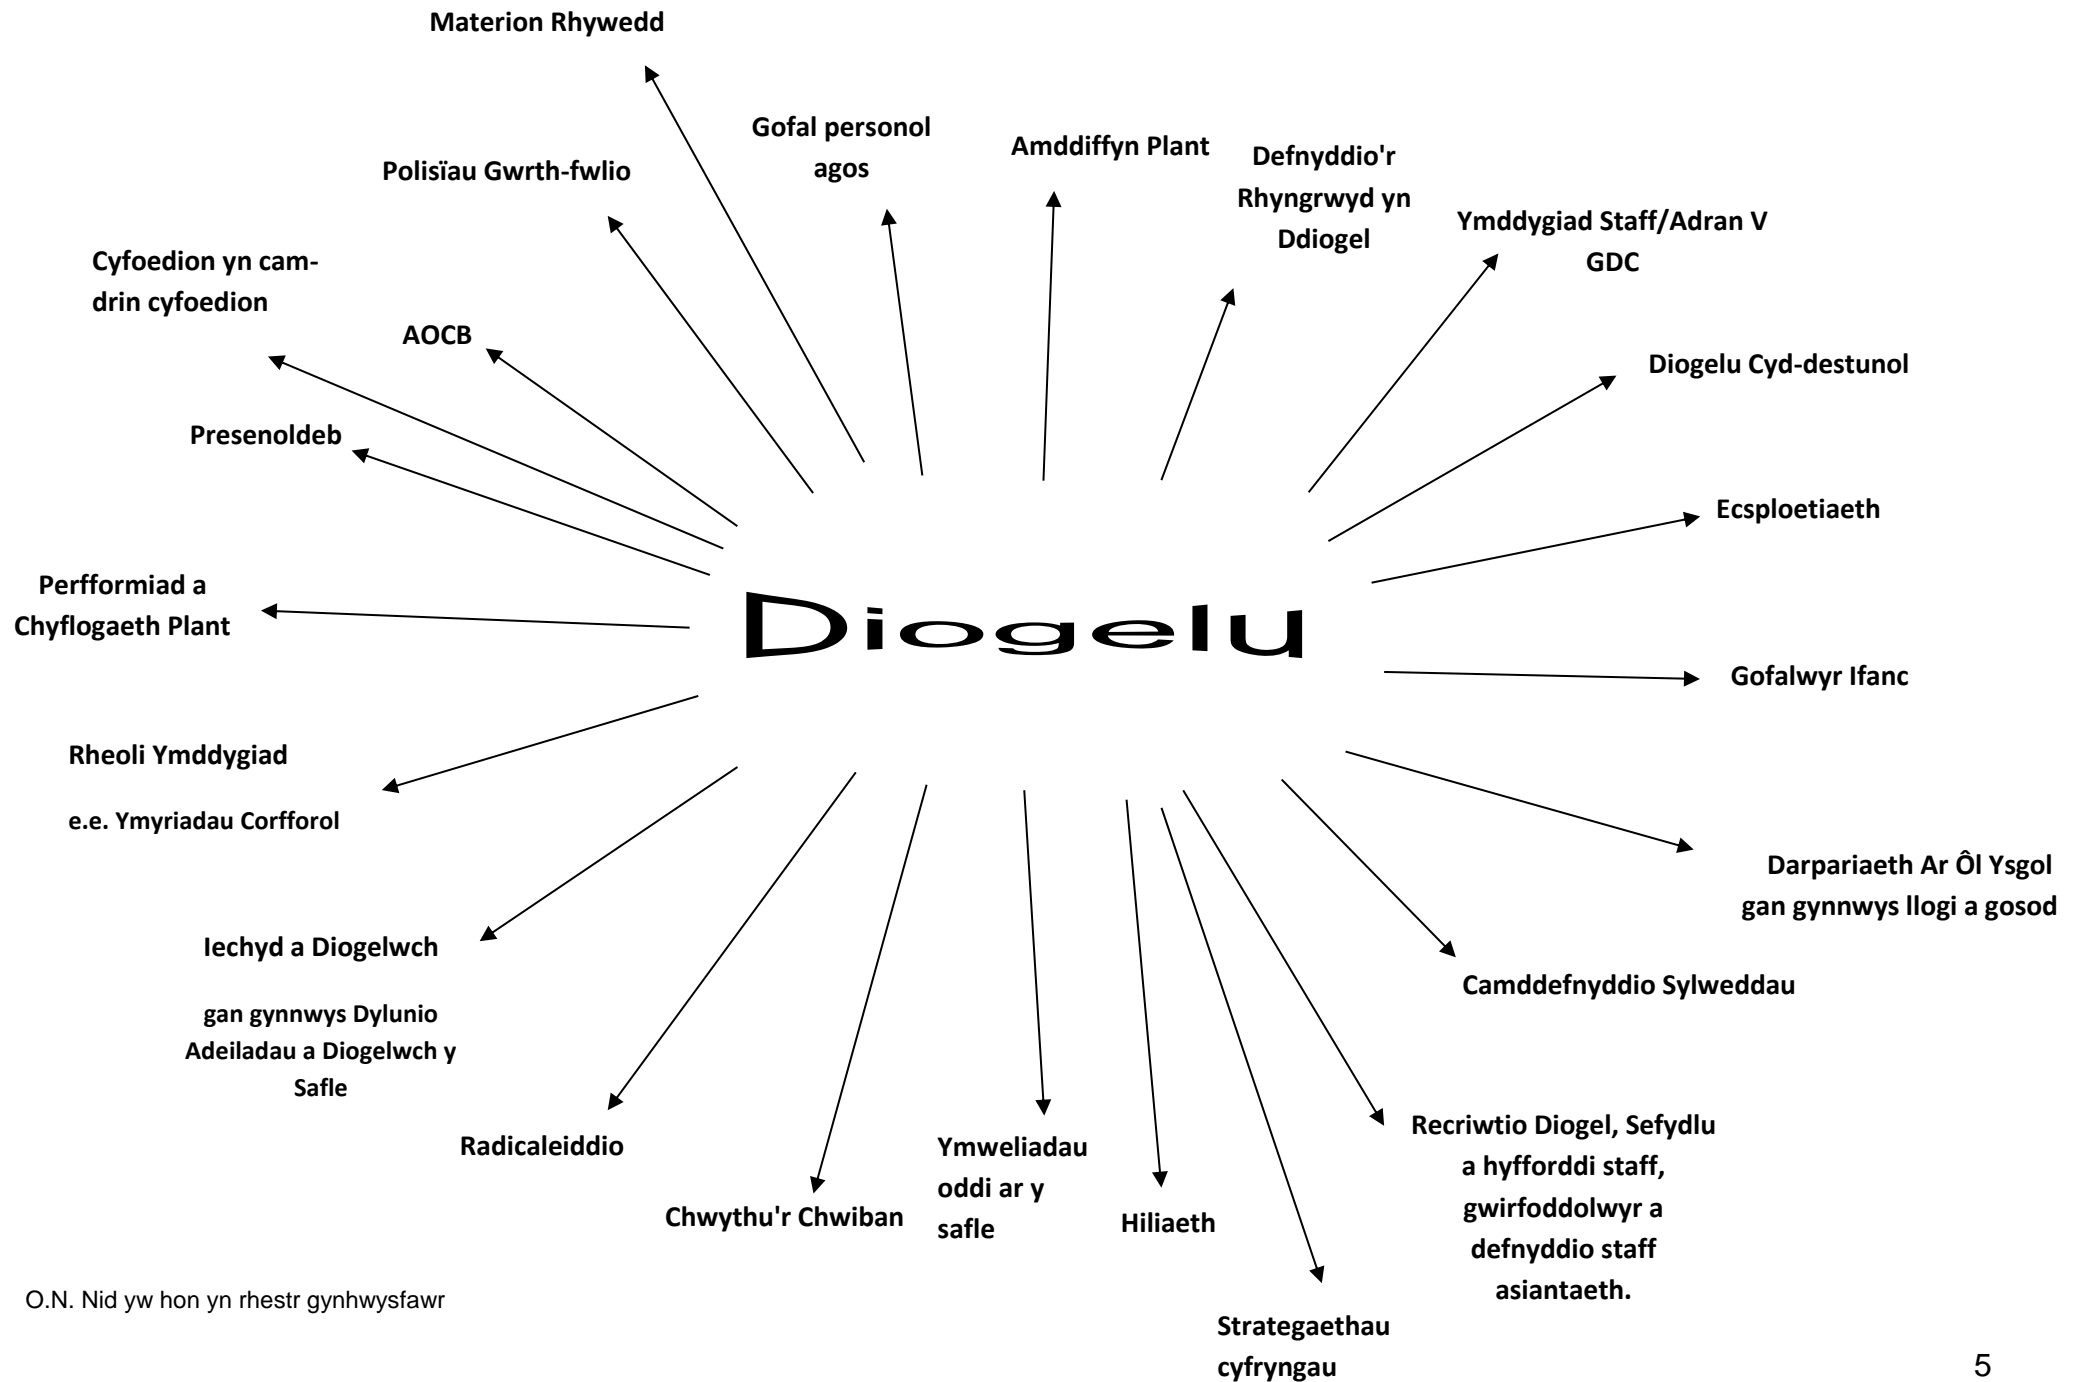 Materion Rhywedd
Gofal personol
agos
Amddiffyn Plant
Defnyddio'r
Rhyngrwyd yn
Ddiogel
Polisïau Gwrth-fwlio
Ymddygiad Staff/Adran V
GDC
Cyfoedion yn cam-
drin cyfoedion
AOCB
Diogelu Cyd-destunol
Presenoldeb
Ecsploetiaeth
Perfformiad a
Chyflogaeth Plant
Diogelu
Gofalwyr Ifanc
Rheoli Ymddygiad
e.e. Ymyriadau Corfforol
Darpariaeth Ar Ôl Ysgol
gan gynnwys llogi a gosod
Iechyd a Diogelwch
gan gynnwys Dylunio
Adeiladau a Diogelwch y
Safle
Camddefnyddio Sylweddau
Radicaleiddio
Chwythu'r Chwiban
Ymweliadau
oddi ar y
safle
Hiliaeth
Recriwtio Diogel, Sefydlu
a hyfforddi staff,
gwirfoddolwyr a
defnyddio staff
asiantaeth.
Strategaethau
cyfryngau
O.N. Nid yw hon yn rhestr gynhwysfawr
5